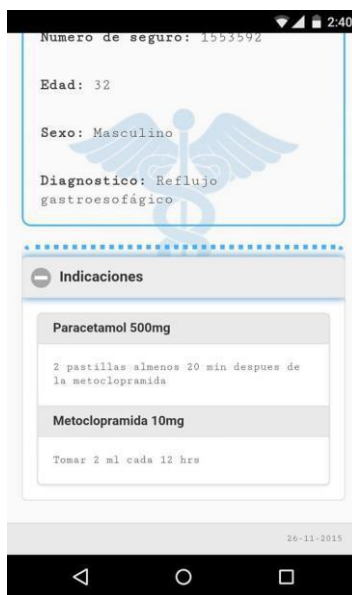 2:40
Numero de seguro: 1553592
Edad: 32
Sexo: Masculino
Diagnostico: Reflujo
gastroesofágico
Indicaciones
Paracetamol 500mg
2 pastillas almenos 20 min despues de
la metoclopramida
Metoclopramida 10mg
Tomar 2 ml cada 12 hrs
26-11-2015